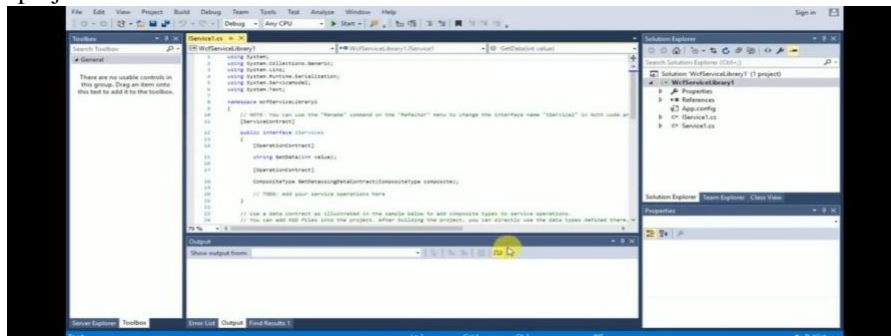 File Edit View Project Build Debug Team Tools Test Analyze Window Help
Sign in
Debug Any CPU Start
Toolbox
Search Toolbox
General
There are no usable controls in
this group. Drag an item onto
this text to add it to the toolbox.
IService1.cs
WcfServiceLibrary1
WcfServiceLibrary1.IService1
GetData(int value)
using System;
using System.Collections.Generic;
using System.Linq;
using System.Runtime.Serialization;
using System.ServiceModel;
using System.Text;
namespace WcfServiceLibrary1
{
// NOTE: You can use the "Rename" command on the "Refactor" menu to change the interface name "IService1" in both code an
[ServiceContract]
public interface IService1
{
[OperationContract]
string GetData(int value);
[OperationContract]
CompositeType GetDataUsingDataContract(CompositeType composite);
// TODO: Add your service operations here
}
// Use a data contract as illustrated in the sample below to add composite types to service operations.
// You can add XSD files into the project. After building the project, you can directly use the data types defined there,
79 %
Output
Show output from:
Server Explorer Toolbox
Error List Output Find Results 1
Solution Explorer
Search Solution Explorer (Ctrl+;)
Solution 'WcfServiceLibrary1' (1 project)
WcfServiceLibrary1
Properties
References
App.config
IService1.cs
Service1.cs
Solution Explorer Team Explorer Class View
Properties